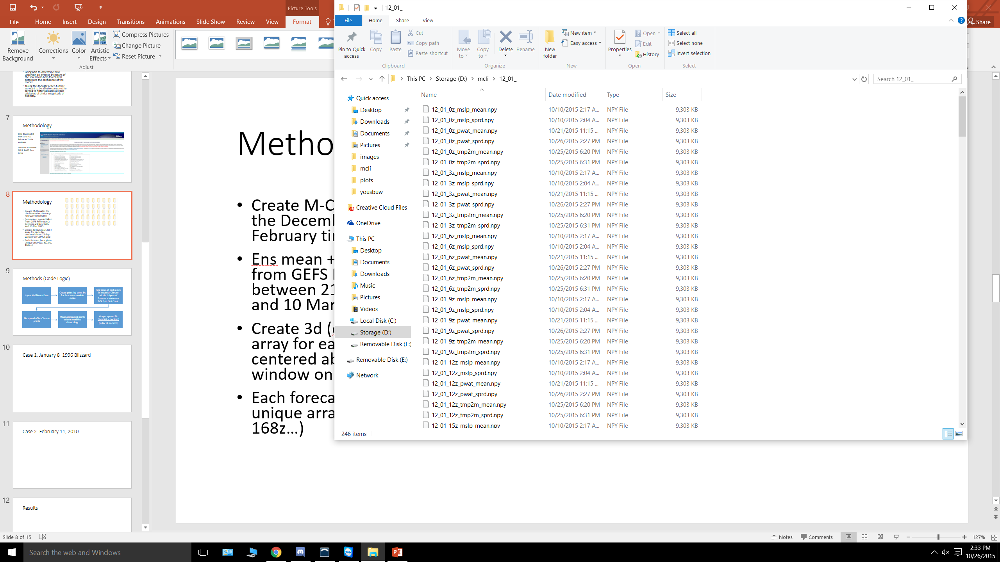 Picture Tools
File
Home
Insert
Design
Transitions
Animations
Slide Show
Review
View
Format
Share
Remove
Background
Corrections
Color
Artistic
Effects
Compress Pictures
Change Picture
Reset Picture
Adjust
Being able to determine how
uncertain an event is by means of
the spread can help forecasters
determine the confidence of the
model.
Taking this thought a step further,
we want to be able to compare the
spread to historical cases at each
gridpoint of similar magnitude of
anomaly.
7
Methodology
Data downloaded
from ESRL PSD
Reforecast2 data
webpage
Variables of interest:
MSLP, PWAT, 2-m
temp
8
Methodology
Create M-Climates for
the December-January-
February timeframe.
Ens mean + spread taken
from GEFS Reforecast2
between 21 Nov 1985
and 10 Mar 2015
Create 3d (cases,lat,lon)
array for each day,
centered about 21 day
window on CONUS grid
Each forecast hour given
unique array (0z, 3z, 24z,
168z...)
9
Methods (Code Logic)
Ingest M-Climate Data
Create point-by-point SA
for forecast ensemble
mean
Find cases at each point
in mean M-Climate
within 1 sigma of
forecast + minimum
MSLP on East Coast
Bin spread of M-Climate
points
Mean aggregated points
to form modified
climatology.
Output spread SA
(forecast – m-climo)
(stdev of m-climo)
10
Case 1, January 8 1996 Blizzard
11
Case 2: February 11, 2010
12
Results
Metho
• Create M-C
the Decemb
February tin
• Ens mean +
from GEFS
between 21
and 10 Mar
• Create 3d (
array for ea
centered ab
window on
• Each foreca
unique arra
168z...)
12_01_
File
Home
Share
View
Pin to Quick
access
Copy
Paste
Cut
Copy path
Paste shortcut
Clipboard
Move
to
Copy
to
Delete
Rename
Organize
New
folder
New item
Easy access
New
Properties
Open
Edit
History
Open
Select all
Select none
Invert selection
Select
This PC > Storage (D:) > mcli > 12_01_
Search 12_01_
Quick access
Desktop
Downloads
Documents
Pictures
images
mcli
plots
yousbuw
Creative Cloud Files
OneDrive
This PC
Desktop
Documents
Downloads
Music
Pictures
Videos
Local Disk (C:)
Storage (D:)
Removable Disk (E:)
Removable Disk (E:)
Network
Name Date modified Type Size
12_01_0z_mslp_mean.npy 10/10/2015 2:17 A... NPY File 9,303 KB
12_01_0z_mslp_sprd.npy 10/10/2015 2:04 A... NPY File 9,303 KB
12_01_0z_pwat_mean.npy 10/21/2015 11:15 ... NPY File 9,303 KB
12_01_0z_pwat_sprd.npy 10/26/2015 2:27 PM NPY File 9,303 KB
12_01_0z_tmp2m_mean.npy 10/25/2015 6:20 PM NPY File 9,303 KB
12_01_0z_tmp2m_sprd.npy 10/25/2015 6:31 PM NPY File 9,303 KB
12_01_3z_mslp_mean.npy 10/10/2015 2:17 A... NPY File 9,303 KB
12_01_3z_mslp_sprd.npy 10/10/2015 2:04 A... NPY File 9,303 KB
12_01_3z_pwat_mean.npy 10/21/2015 11:15 ... NPY File 9,303 KB
12_01_3z_pwat_sprd.npy 10/26/2015 2:27 PM NPY File 9,303 KB
12_01_3z_tmp2m_mean.npy 10/25/2015 6:20 PM NPY File 9,303 KB
12_01_3z_tmp2m_sprd.npy 10/25/2015 6:31 PM NPY File 9,303 KB
12_01_6z_mslp_mean.npy 10/10/2015 2:17 A... NPY File 9,303 KB
12_01_6z_mslp_sprd.npy 10/10/2015 2:04 A... NPY File 9,303 KB
12_01_6z_pwat_mean.npy 10/21/2015 11:15 ... NPY File 9,303 KB
12_01_6z_pwat_sprd.npy 10/26/2015 2:27 PM NPY File 9,303 KB
12_01_6z_tmp2m_mean.npy 10/25/2015 6:20 PM NPY File 9,303 KB
12_01_6z_tmp2m_sprd.npy 10/25/2015 6:31 PM NPY File 9,303 KB
12_01_9z_mslp_mean.npy 10/10/2015 2:17 A... NPY File 9,303 KB
12_01_9z_mslp_sprd.npy 10/10/2015 2:04 A... NPY File 9,303 KB
12_01_9z_pwat_mean.npy 10/21/2015 11:15 ... NPY File 9,303 KB
12_01_9z_pwat_sprd.npy 10/26/2015 2:27 PM NPY File 9,303 KB
12_01_9z_tmp2m_mean.npy 10/25/2015 6:20 PM NPY File 9,303 KB
12_01_9z_tmp2m_sprd.npy 10/25/2015 6:31 PM NPY File 9,303 KB
12_01_12z_mslp_mean.npy 10/10/2015 2:17 A... NPY File 9,303 KB
12_01_12z_mslp_sprd.npy 10/10/2015 2:04 A... NPY File 9,303 KB
12_01_12z_pwat_mean.npy 10/21/2015 11:15 ... NPY File 9,303 KB
12_01_12z_pwat_sprd.npy 10/26/2015 2:27 PM NPY File 9,303 KB
12_01_12z_tmp2m_mean.npy 10/25/2015 6:20 PM NPY File 9,303 KB
12_01_12z_tmp2m_sprd.npy 10/25/2015 6:31 PM NPY File 9,303 KB
12_01_15z_mslp_mean.npy 10/10/2015 2:17 A... NPY File 9,303 KB
246 items
Slide 8 of 15
Notes
Comments
127%
Search the web and Windows
2:33 PM
10/26/2015